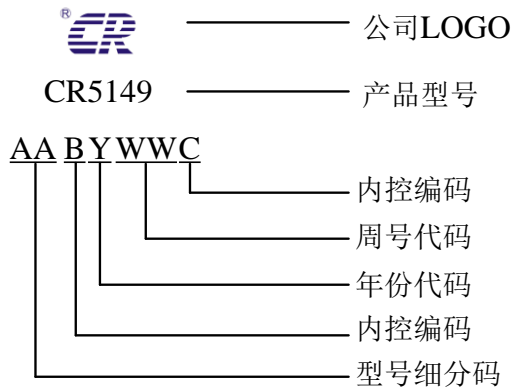 ® CR 公司LOGO
CR5149 产品型号
AA B Y WW C
内控编码
周号代码
年份代码
内控编码
型号细分码